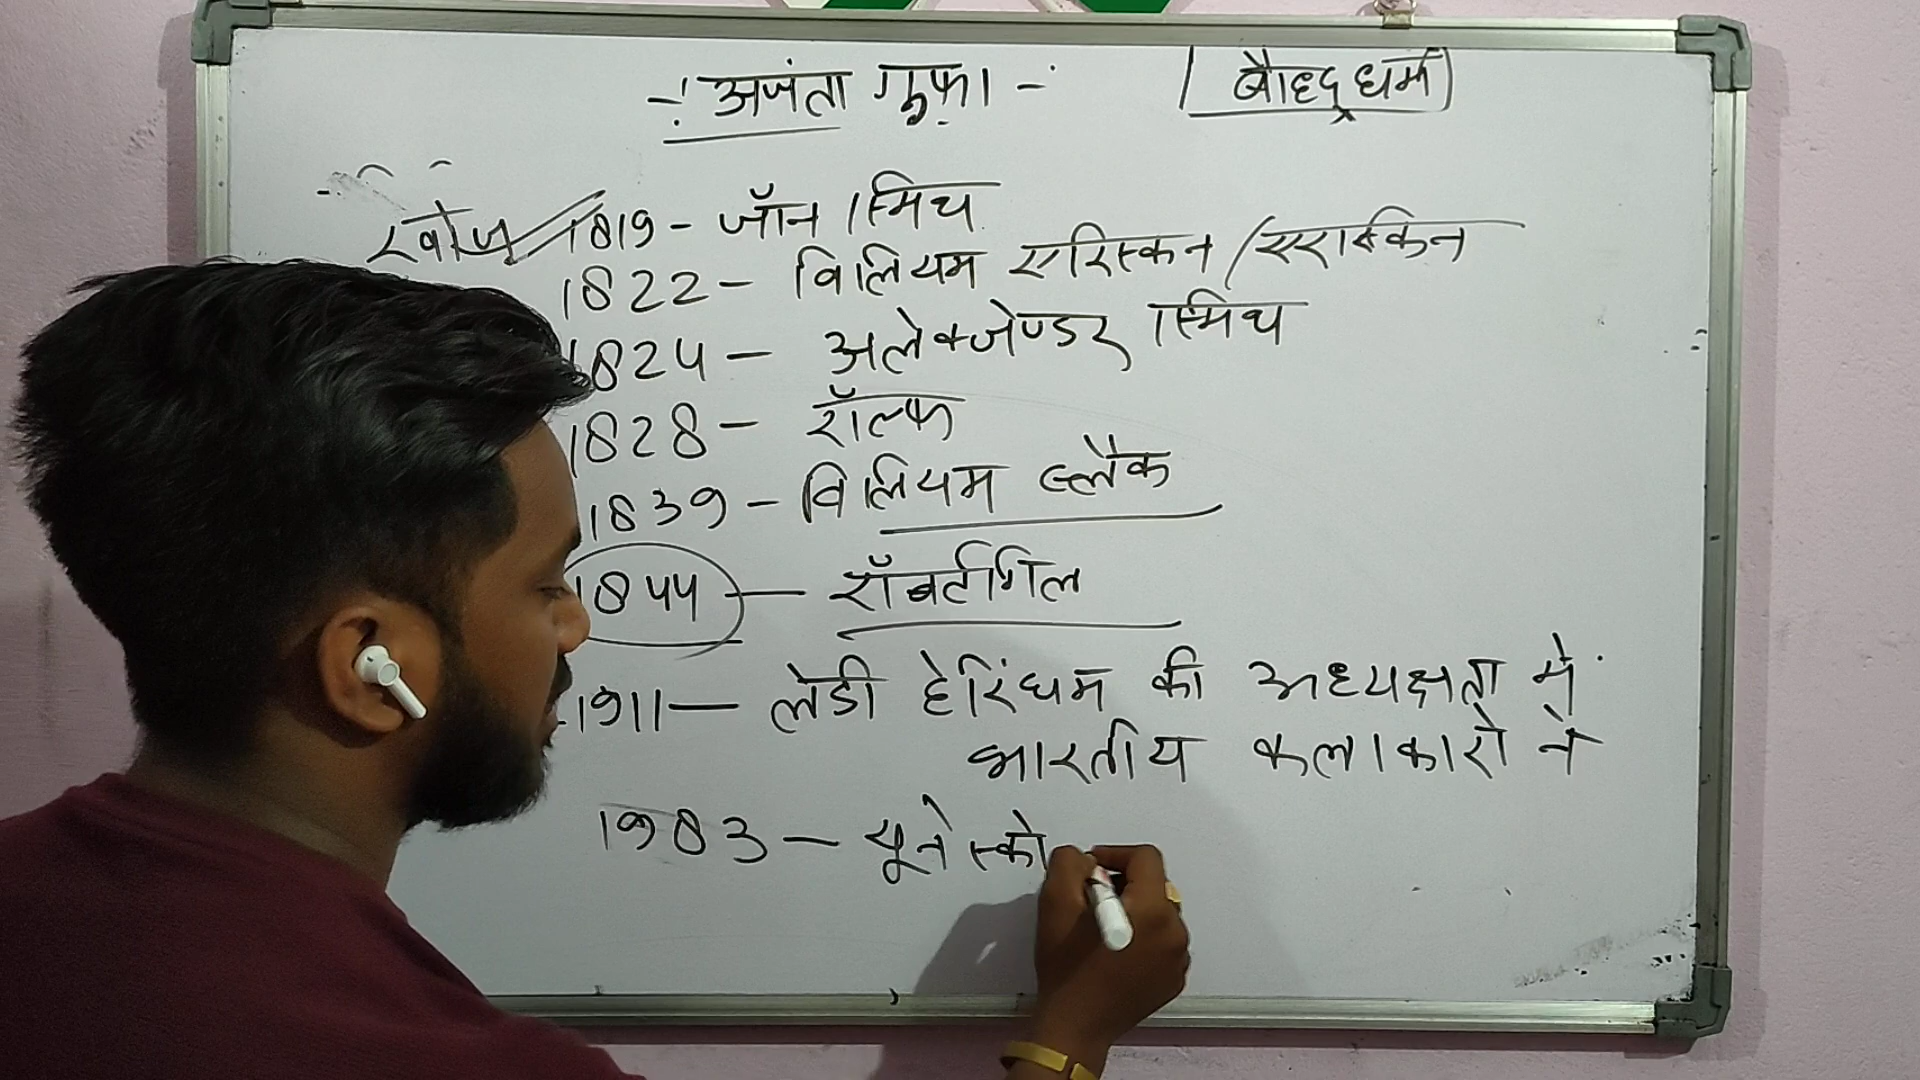 -: अजंता गुफा -:
बौद्ध धर्म
खोज 1819 - जॉन स्मिथ
1822 - विलियम एरिस्कन / एरास्किन
1824 - अलेक्जेण्डर स्मिथ
1828 - रॉल्फ
1839 - विलियम ब्लैक
1844 - रॉबर्ट गिल
1911 - लेडी हेरिंघम की अध्यक्षता में
भारतीय कलाकारो ने
1983 - यूनेस्को